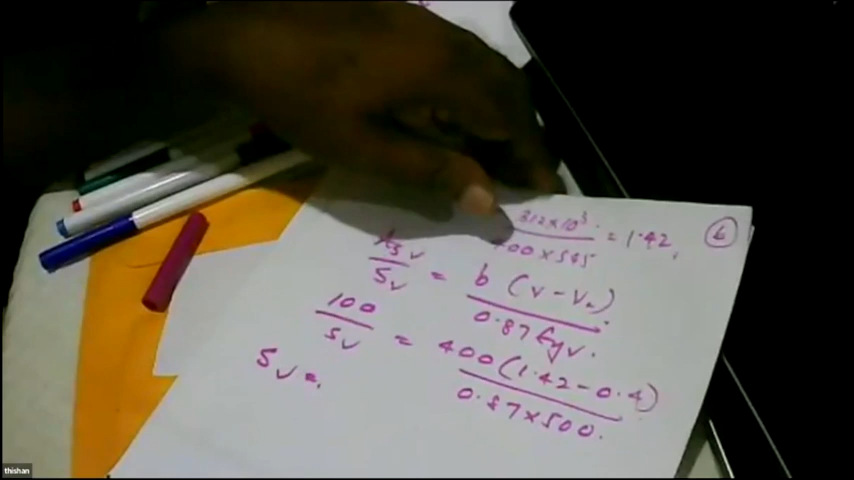 312×10³ / 400×545 = 1.42, (6)
Asv / Sv = b (v - vc) / 0.87 fyv.
100 / Sv = 400 (1.42 - 0.4) / 0.87×500.
Sv =,
thishan